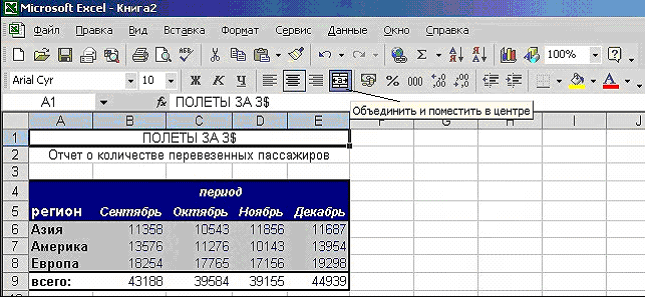 Microsoft Excel - Книга2
Файл Правка Вид Вставка Формат Сервис Данные Окно Справка
100%
Arial Cyr 10 Ж К Ч % 000
A1 fx ПОЛЕТЫ ЗА 3$
Объединить и поместить в центре
A B C D E F G H I J
1 ПОЛЕТЫ ЗА 3$
2 Отчет о количестве перевезенных пассажиров
3
4 период
5 регион Сентябрь Октябрь Ноябрь Декабрь
6 Азия 11358 10543 11856 11687
7 Америка 13576 11276 10143 13954
8 Европа 18254 17765 17156 19298
9 всего: 43188 39584 39155 44939